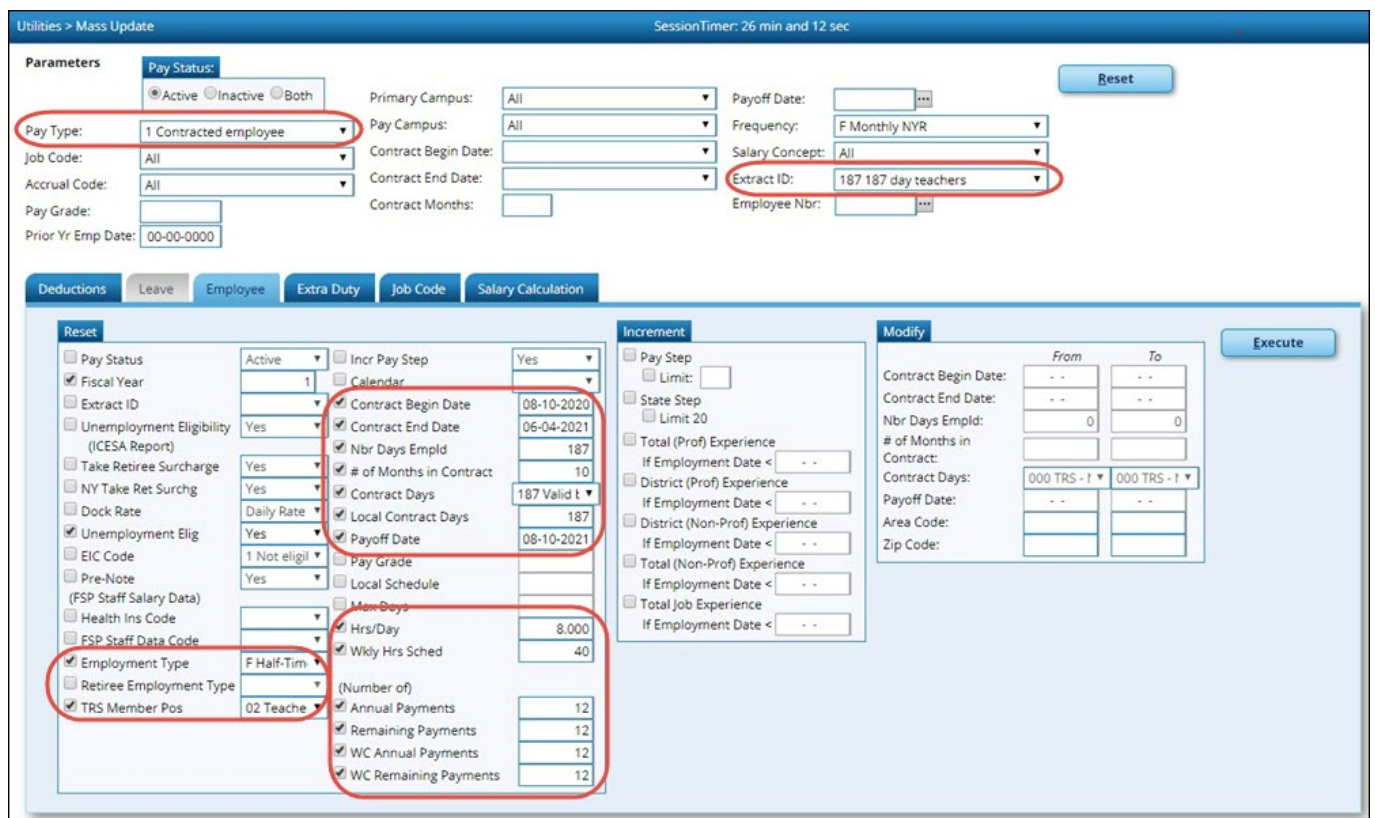 Utilities > Mass Update SessionTimer: 26 min and 12 sec
Parameters Pay Status: Reset
Active Inactive Both Primary Campus: All Payoff Date: ...
Pay Type: 1 Contracted employee Pay Campus: All Frequency: F Monthly NYR
Job Code: All Contract Begin Date: Salary Concept: All
Accrual Code: All Contract End Date: Extract ID: 187 187 day teachers
Pay Grade: Contract Months: Employee Nbr: ...
Prior Yr Emp Date: 00-00-0000
Deductions Leave Employee Extra Duty Job Code Salary Calculation
Reset
Pay Status Active
Fiscal Year 1
Extract ID
Unemployment Eligibility Yes
(ICESA Report)
Take Retiree Surcharge Yes
NY Take Ret Surchg Yes
Dock Rate Daily Rate
Unemployment Elig Yes
EIC Code 1 Not eligil
Pre-Note Yes
(FSP Staff Salary Data)
Health Ins Code
FSP Staff Data Code
Employment Type F Half-Tim
Retiree Employment Type
TRS Member Pos 02 Teache
Incr Pay Step Yes
Calendar
Contract Begin Date 08-10-2020
Contract End Date 06-04-2021
Nbr Days Empld 187
# of Months in Contract 10
Contract Days 187 Valid
Local Contract Days 187
Payoff Date 08-10-2021
Pay Grade
Local Schedule
Max Days
Hrs/Day 8.000
Wkly Hrs Sched 40
(Number of)
Annual Payments 12
Remaining Payments 12
WC Annual Payments 12
WC Remaining Payments 12
Increment
Pay Step
Limit:
State Step
Limit 20
Total (Prof) Experience
If Employment Date < - -
District (Prof) Experience
If Employment Date < - -
District (Non-Prof) Experience
If Employment Date < - -
Total (Non-Prof) Experience
If Employment Date < - -
Total Job Experience
If Employment Date < - -
Modify
From To
Contract Begin Date: - - - -
Contract End Date: - - - -
Nbr Days Empld: 0 0
# of Months in
Contract:
Contract Days: 000 TRS - 000 TRS -
Payoff Date: - - - -
Area Code:
Zip Code:
Execute